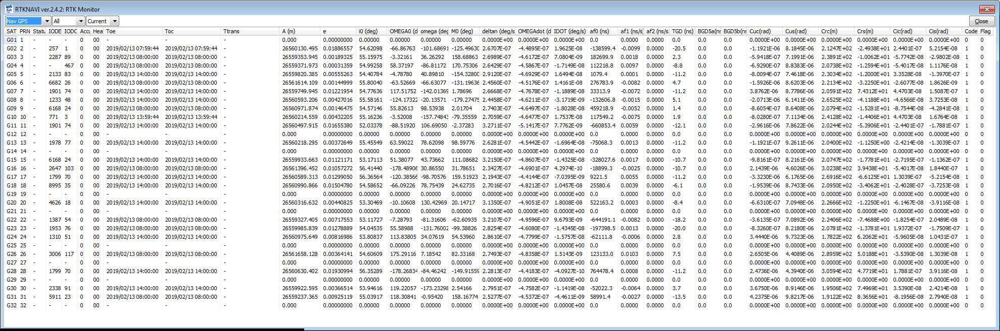 RTKNAVI ver.2.4.2: RTK Monitor
Nav GPS All Current Close
SAT PRN Statu IODE IODC Accu Hea Toe Toc Ttrans A (m) e i0 (deg) OMEGA0 (d omega (deg M0 (deg) deltan (deg/s OMEGAdot (d IDOT (deg/s) af0 (ns) af1 (ns/s) af2 (ns/s TGD (ns) BGD5a(ns BGD5b(ns Cuc(rad) Cus(rad) Crc(m) Crs(m) Cic(rad) Cis(rad) Code Flag
G01 1 - - - 0 00 - - - 0.000 0.00000000 0.00000 0.00000 0.00000 0.00000 0.0000E+00 0.0000E+00 0.0000E+00 0.0 0.0000 0.0000 0.0 0.0 0.0 0.0000E+00 0.0000E+00 0.0000E+00 0.0000E+00 0.0000E+00 0.0000E+00 0 0
G02 2 - 257 1 0 00 2019/02/13 07:59:44 2019/02/13 07:59:44 - 26560130.495 0.01886557 54.62098 -66.86763 -101.68691 -125.49630 2.6707E-07 -4.4895E-07 1.9625E-08 -138599.4 -0.0099 0.0000 -20.5 0.0 0.0 -1.1921E-06 8.1845E-06 2.1247E+02 -2.4938E+01 2.4401E-07 5.2154E-08 1 0
G03 3 - 2287 89 0 00 2019/02/13 08:00:00 2019/02/13 08:00:00 - 26559353.945 0.00189325 55.15975 -3.32161 36.26292 158.68863 2.6989E-07 -4.6172E-07 7.0804E-09 182699.9 0.0018 0.0000 2.3 0.0 0.0 -5.9418E-07 7.1991E-06 2.3891E+02 -1.0062E+01 -5.7742E-08 -2.9802E-08 1 0
G04 4 - - 467 0 00 2019/02/13 08:00:00 2019/02/13 08:00:00 - 26559371.973 0.00031359 54.99258 58.37197 -86.81172 170.75306 2.6429E-07 -4.5867E-07 -1.7149E-08 112218.8 0.0097 0.0000 -8.8 0.0 0.0 -6.9290E-07 8.8383E-06 2.0738E+02 -1.2594E+01 -5.4017E-08 1.1176E-08 1 0
G05 5 - 2133 83 0 00 2019/02/13 14:00:00 2019/02/13 14:00:00 - 26559820.385 0.00555263 54.40784 -4.78780 40.89810 -154.32800 2.9120E-07 -4.6929E-07 1.6494E-08 1079.4 0.0001 0.0000 -11.2 0.0 0.0 -8.0094E-07 7.4618E-06 2.3034E+02 -1.2000E+01 3.3528E-08 -1.3970E-07 1 0
G06 6 - 6682 26 0 00 2019/02/13 14:00:00 2019/02/13 14:00:00 - 26561614.109 0.00144999 55.80040 -63.52669 -66.63077 -131.19636 2.4560E-07 -4.5176E-07 1.4161E-08 276783.9 -0.0082 0.0000 4.7 0.0 0.0 -1.5926E-06 8.6203E-06 2.2134E+02 -3.2250E+01 -2.6077E-08 1.8626E-09 1 0
G07 7 - 1901 74 0 00 2019/02/13 14:00:00 2019/02/13 14:00:00 - 26559749.945 0.01221954 54.77636 117.51752 -142.01369 1.78696 2.6668E-07 -4.7678E-07 -1.1889E-08 33313.9 -0.0072 0.0000 -11.2 0.0 0.0 3.8762E-06 8.7786E-06 2.0591E+02 7.4312E+01 4.4703E-08 1.5087E-07 1 0
G08 8 - 1233 48 0 00 2019/02/13 14:00:00 2019/02/13 14:00:00 - 26560593.206 0.00427016 55.58161 -124.17322 -20.13571 -179.27475 2.4458E-07 -4.6211E-07 -3.1719E-09 -132606.8 -0.0015 0.0000 5.1 0.0 0.0 -2.0713E-06 6.1411E-06 2.6525E+02 -4.1188E+01 -4.6566E-08 3.7253E-08 1 0
G09 9 - 6168 24 0 00 2019/02/13 14:00:00 2019/02/13 14:00:00 - 26560971.874 0.00146475 54.57146 55.82613 98.53938 2.01704 2.7403E-07 -4.6497E-07 -1.8028E-08 459218.9 -0.0052 0.0000 1.4 0.0 0.0 -8.6054E-07 8.6408E-06 2.0794E+02 -1.5281E+01 -8.7544E-08 -4.2841E-08 1 0
G10 10 - 771 3 0 00 2019/02/13 13:59:44 2019/02/13 13:59:44 - 26560214.559 0.00432205 55.16236 -3.52008 -157.74843 -79.35559 2.7059E-07 -4.6477E-07 1.7537E-08 117549.2 -0.0075 0.0000 1.9 0.0 0.0 -8.0280E-07 7.1134E-06 2.4128E+02 -1.4406E+01 4.4703E-08 1.6764E-08 1 0
G11 11 - 1901 74 0 00 2019/02/13 14:00:00 2019/02/13 14:00:00 - 26560497.915 0.01655380 52.03378 -88.51920 106.69050 -2.37283 3.2711E-07 -5.1417E-07 7.7762E-09 -660853.4 0.0059 0.0000 -12.1 0.0 0.0 -2.9616E-06 7.8622E-06 2.0244E+02 -5.3906E+01 -2.4401E-07 -1.7881E-07 1 0
G12 12 - - - 0 00 - - - 0.000 0.00000000 0.00000 0.00000 0.00000 0.00000 0.0000E+00 0.0000E+00 0.0000E+00 0.0 0.0000 0.0000 0.0 0.0 0.0 0.0000E+00 0.0000E+00 0.0000E+00 0.0000E+00 0.0000E+00 0.0000E+00 0 0
G13 13 - 1978 77 0 00 2019/02/13 14:00:00 2019/02/13 14:00:00 - 26560218.295 0.00372649 55.45549 63.59022 78.62098 98.59776 2.6281E-07 -4.5442E-07 -1.6964E-08 -75068.3 0.0013 0.0000 -11.2 0.0 0.0 -1.1921E-07 9.2611E-06 2.0400E+02 -1.1250E+00 -2.4214E-08 -1.3039E-07 1 0
G14 14 - - - 0 00 - - - 0.000 0.00000000 0.00000 0.00000 0.00000 0.00000 0.0000E+00 0.0000E+00 0.0000E+00 0.0 0.0000 0.0000 0.0 0.0 0.0 0.0000E+00 0.0000E+00 0.0000E+00 0.0000E+00 0.0000E+00 0.0000E+00 0 0
G15 15 - 6168 24 0 00 2019/02/13 14:00:00 2019/02/13 14:00:00 - 26559933.663 0.01121171 53.17113 51.38077 43.73662 111.08682 3.2150E-07 -4.8607E-07 -1.4325E-08 -328027.6 0.0017 0.0000 -10.7 0.0 0.0 -9.8161E-07 8.2161E-06 2.0747E+02 -1.7781E+01 -2.7195E-07 -1.1362E-07 1 0
G16 16 - 2647 103 0 00 2019/02/13 08:00:00 2019/02/13 08:00:00 - 26561396.452 0.01057272 56.41440 -178.48906 30.86550 31.78651 2.3427E-07 -4.6901E-07 4.2974E-10 -18899.3 -0.0025 0.0000 -10.7 0.0 0.0 2.1439E-06 4.6026E-06 3.0238E+02 3.9438E+01 -5.4017E-08 1.8440E-07 1 0
G17 17 - 1799 70 0 00 2019/02/13 14:00:00 2019/02/13 14:00:00 - 26560589.313 0.01299050 56.36564 -120.38566 -98.70576 159.51923 2.1943E-07 -4.4144E-07 -7.0395E-09 9221.5 0.0055 0.0000 -11.2 0.0 0.0 -3.3230E-06 6.1765E-06 2.6916E+02 -6.6125E+01 1.3039E-07 -5.2154E-08 1 0
G18 18 - 8995 35 0 00 2019/02/13 14:00:00 2019/02/13 14:00:00 - 26560990.866 0.01504780 54.58652 -66.09226 78.75439 24.62735 2.7016E-07 -4.8212E-07 1.0457E-08 25580.6 0.0039 0.0000 -6.1 0.0 0.0 -1.9539E-06 8.7433E-06 2.0950E+02 -3.4062E+01 -2.4028E-07 -3.7253E-08 1 0
G19 19 - - - 0 00 - - - 0.000 0.00000000 0.00000 0.00000 0.00000 0.00000 0.0000E+00 0.0000E+00 0.0000E+00 0.0 0.0000 0.0000 0.0 0.0 0.0 0.0000E+00 0.0000E+00 0.0000E+00 0.0000E+00 0.0000E+00 0.0000E+00 0 0
G20 20 - 4626 18 0 00 2019/02/13 14:00:00 2019/02/13 14:00:00 - 26560316.632 0.00440825 53.30469 -10.10608 130.42969 20.14717 3.1350E-07 -4.9051E-07 1.8008E-08 522163.2 0.0003 0.0000 -8.4 0.0 0.0 -6.6310E-07 7.0948E-06 2.2666E+02 -1.2250E+01 -6.1467E-08 -3.9116E-08 1 0
G21 21 - - - 0 00 - - - 0.000 0.00000000 0.00000 0.00000 0.00000 0.00000 0.0000E+00 0.0000E+00 0.0000E+00 0.0 0.0000 0.0000 0.0 0.0 0.0 0.0000E+00 0.0000E+00 0.0000E+00 0.0000E+00 0.0000E+00 0.0000E+00 0 0
G22 22 - 1387 54 0 00 2019/02/13 08:00:00 2019/02/13 08:00:00 - 26559327.405 0.00717553 53.11727 -7.28793 -81.31606 -62.60935 3.2107E-07 -4.9596E-07 9.6793E-09 -644191.1 -0.0082 0.0000 -18.2 0.0 0.0 -3.6135E-07 7.0892E-06 2.2406E+02 -7.4688E+00 -1.8254E-07 2.0489E-08 1 0
G23 23 - 1953 76 0 00 2019/02/13 08:00:00 2019/02/13 08:00:00 - 26559985.839 0.01278889 54.04535 55.58988 -131.76002 -99.38826 2.8254E-07 -4.6080E-07 -1.4345E-08 -197398.5 0.0013 0.0000 -20.0 0.0 0.0 -8.3260E-07 8.2180E-06 2.0781E+02 -1.3781E+01 1.9372E-07 -1.7509E-07 1 0
G24 24 - 1310 51 0 00 2019/02/13 14:00:00 2019/02/13 14:00:00 - 26560975.649 0.00816986 53.80837 113.83805 34.07619 54.53960 2.8610E-07 -4.7799E-07 -1.5757E-08 -62111.8 -0.0006 0.0000 2.8 0.0 0.0 3.4440E-06 9.7323E-06 1.7822E+02 6.2062E+01 -5.9605E-08 1.0431E-07 1 0
G25 25 - - - 0 00 - - - 0.000 0.00000000 0.00000 0.00000 0.00000 0.00000 0.0000E+00 0.0000E+00 0.0000E+00 0.0 0.0000 0.0000 0.0 0.0 0.0 0.0000E+00 0.0000E+00 0.0000E+00 0.0000E+00 0.0000E+00 0.0000E+00 0 0
G26 26 - 3006 117 0 00 2019/02/13 08:00:00 2019/02/13 08:00:00 - 26561658.128 0.00364141 54.60609 175.29116 7.18542 82.33168 2.7493E-07 -4.8358E-07 1.5143E-09 123133.0 0.0103 0.0000 7.5 0.0 0.0 2.6505E-06 4.4089E-06 2.8959E+02 5.0188E+01 -3.5390E-08 1.3039E-08 1 0
G27 27 - - - 0 00 - - - 0.000 0.00000000 0.00000 0.00000 0.00000 0.00000 0.0000E+00 0.0000E+00 0.0000E+00 0.0 0.0000 0.0000 0.0 0.0 0.0 0.0000E+00 0.0000E+00 0.0000E+00 0.0000E+00 0.0000E+00 0.0000E+00 0 0
G28 28 - 1799 70 0 00 2019/02/13 14:00:00 2019/02/13 14:00:00 - 26560630.402 0.01930994 56.35289 -178.26834 -84.46242 -149.91559 2.2813E-07 -4.4183E-07 -4.0927E-10 764478.4 0.0008 0.0000 -11.2 0.0 0.0 2.4736E-06 4.3940E-06 3.0594E+02 4.7719E+01 1.7881E-07 3.9116E-08 1 0
G29 29 - - - 0 00 - - - 0.000 0.00000000 0.00000 0.00000 0.00000 0.00000 0.0000E+00 0.0000E+00 0.0000E+00 0.0 0.0000 0.0000 0.0 0.0 0.0 0.0000E+00 0.0000E+00 0.0000E+00 0.0000E+00 0.0000E+00 0.0000E+00 0 0
G30 30 - 2338 91 0 00 2019/02/13 14:00:00 2019/02/13 14:00:00 - 26559922.595 0.00366514 53.94616 119.22057 -173.23298 2.54166 2.7951E-07 -4.7582E-07 -1.1419E-08 -52022.3 -0.0064 0.0000 3.7 0.0 0.0 3.6750E-06 8.9146E-06 1.9506E+02 7.4969E+01 3.5390E-08 2.4214E-08 1 0
G31 31 - 5911 23 0 00 2019/02/13 08:00:00 2019/02/13 08:00:00 - 26559237.365 0.00925119 55.03917 118.30841 -0.95420 158.16774 2.5277E-07 -4.5372E-07 -4.4611E-09 58991.4 -0.0027 0.0000 -13.5 0.0 0.0 4.2375E-06 9.8217E-06 1.9122E+02 8.3656E+01 -8.1956E-08 2.7940E-08 1 0
G32 32 - - - 0 00 - - - 0.000 0.00000000 0.00000 0.00000 0.00000 0.00000 0.0000E+00 0.0000E+00 0.0000E+00 0.0 0.0000 0.0000 0.0 0.0 0.0 0.0000E+00 0.0000E+00 0.0000E+00 0.0000E+00 0.0000E+00 0.0000E+00 0 0